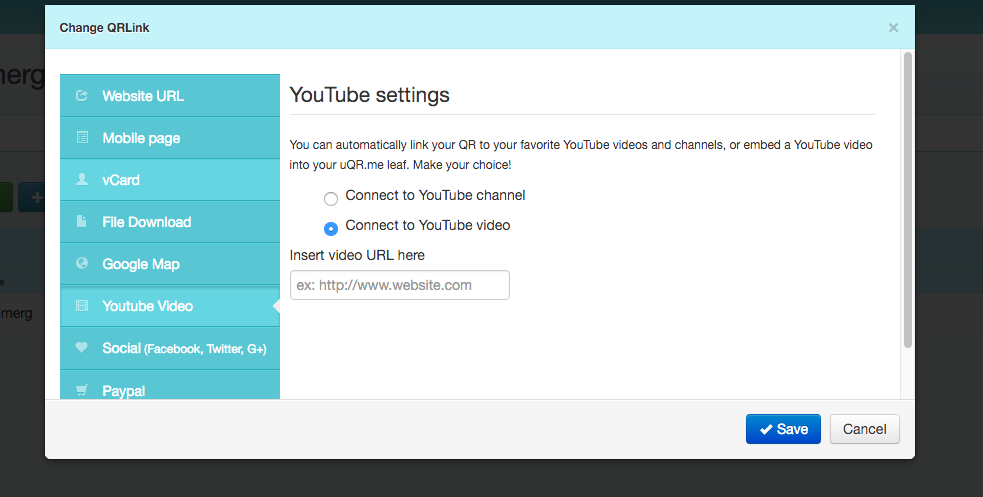 Change QRLink
×
Website URL
Mobile page
vCard
File Download
Google Map
Youtube Video
Social (Facebook, Twitter, G+)
Paypal
YouTube settings
You can automatically link your QR to your favorite YouTube videos and channels, or embed a YouTube video
into your uQR.me leaf. Make your choice!
Connect to YouTube channel
Connect to YouTube video
Insert video URL here
ex: http://www.website.com
Save
Cancel